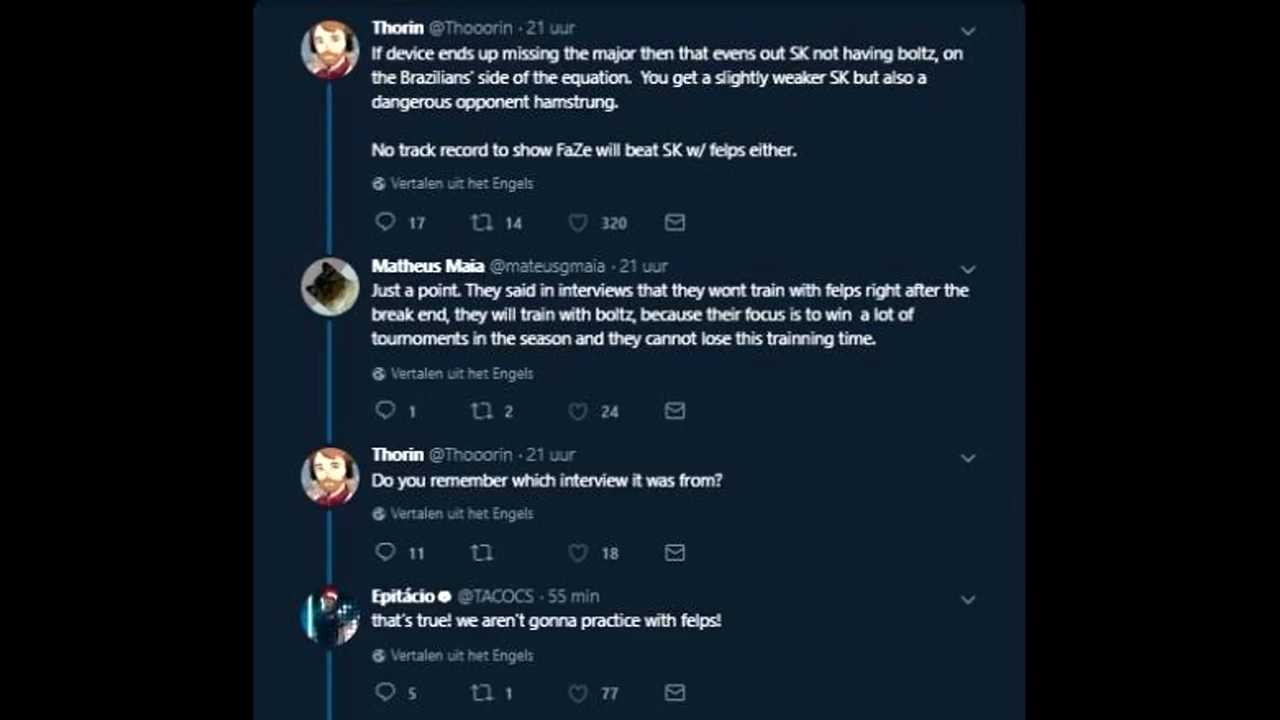 Thorin @Thooorin · 21 uur
If device ends up missing the major then that evens out SK not having boltz, on
the Brazilians' side of the equation. You get a slightly weaker SK but also a
dangerous opponent hamstrung.
No track record to show FaZe will beat SK w/ felps either.
Vertalen uit het Engels
17 14 320
Matheus Maia @mateusgmaia · 21 uur
Just a point. They said in interviews that they wont train with felps right after the
break end, they will train with boltz, because their focus is to win a lot of
tournoments in the season and they cannot lose this trainning time.
Vertalen uit het Engels
1 2 24
Thorin @Thooorin · 21 uur
Do you remember which interview it was from?
Vertalen uit het Engels
11 18
Epitácio @TACOCS · 55 min
that's true! we aren't gonna practice with felps!
Vertalen uit het Engels
5 1 77